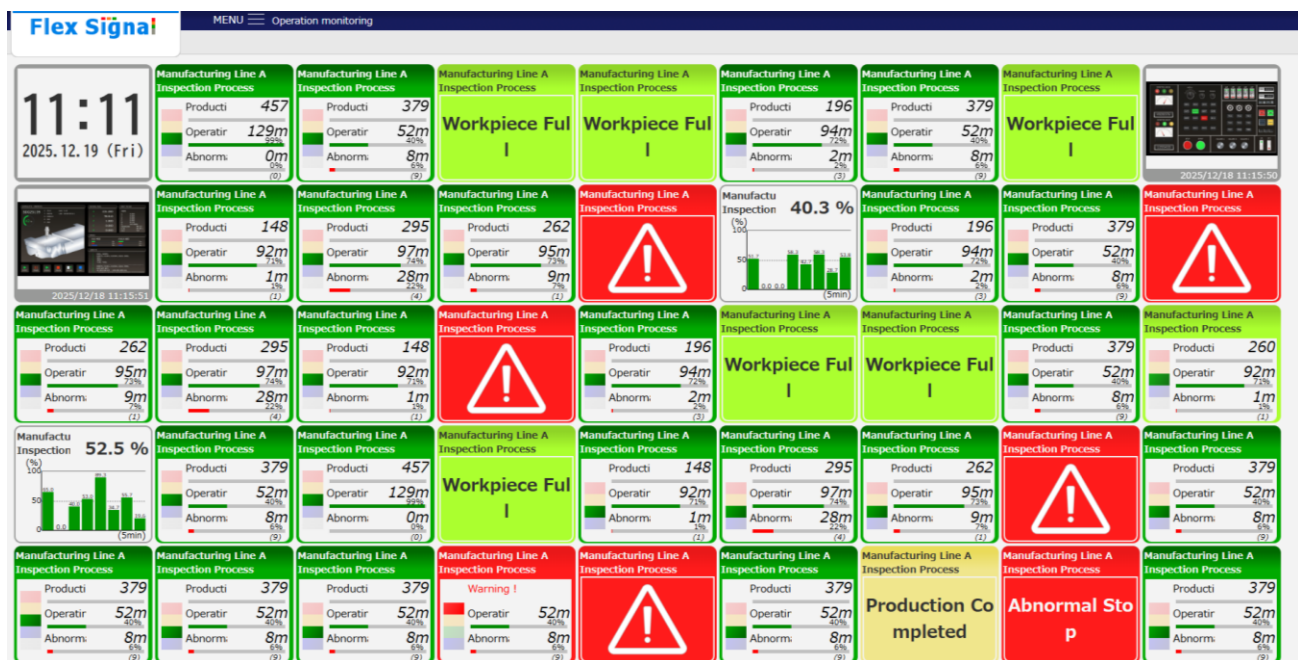 Flex Signal
MENU
Operation monitoring
11:11
2025.12.19 (Fri)
Manufacturing Line A
Inspection Process
Producti 457
Operatir 129m
99%
Abnorm 0m
0%
(0)
Manufacturing Line A
Inspection Process
Producti 379
Operatir 52m
40%
Abnorm 8m
6%
(9)
Manufacturing Line A
Inspection Process
Workpiece Ful
l
Manufacturing Line A
Inspection Process
Workpiece Ful
l
Manufacturing Line A
Inspection Process
Producti 196
Operatir 94m
72%
Abnorm 2m
2%
(3)
Manufacturing Line A
Inspection Process
Producti 379
Operatir 52m
40%
Abnorm 8m
6%
(9)
Manufacturing Line A
Inspection Process
Workpiece Ful
l
2025/12/18 11:15:50
2025/12/18 11:15:51
Manufacturing Line A
Inspection Process
Producti 148
Operatir 92m
71%
Abnorm 1m
1%
(1)
Manufacturing Line A
Inspection Process
Producti 295
Operatir 97m
74%
Abnorm 28m
22%
(4)
Manufacturing Line A
Inspection Process
Producti 262
Operatir 95m
73%
Abnorm 9m
7%
(1)
Manufacturing Line A
Inspection Process
Manufactu
Inspection 40.3 %
(%)
100
50
0
(5min)
Manufacturing Line A
Inspection Process
Producti 196
Operatir 94m
72%
Abnorm 2m
2%
(3)
Manufacturing Line A
Inspection Process
Producti 379
Operatir 52m
40%
Abnorm 8m
6%
(9)
Manufacturing Line A
Inspection Process
Manufacturing Line A
Inspection Process
Producti 262
Operatir 95m
73%
Abnorm 9m
7%
(1)
Manufacturing Line A
Inspection Process
Producti 295
Operatir 97m
74%
Abnorm 28m
22%
(4)
Manufacturing Line A
Inspection Process
Producti 148
Operatir 92m
71%
Abnorm 1m
1%
(1)
Manufacturing Line A
Inspection Process
Manufacturing Line A
Inspection Process
Producti 196
Operatir 94m
72%
Abnorm 2m
2%
(3)
Manufacturing Line A
Inspection Process
Workpiece Ful
l
Manufacturing Line A
Inspection Process
Workpiece Ful
l
Manufacturing Line A
Inspection Process
Producti 379
Operatir 52m
40%
Abnorm 8m
6%
(9)
Manufacturing Line A
Inspection Process
Producti 260
Operatir 92m
71%
Abnorm 1m
1%
(1)
Manufactu
Inspection 52.5 %
(%)
100
50
0
(5min)
Manufacturing Line A
Inspection Process
Producti 379
Operatir 52m
40%
Abnorm 8m
6%
(9)
Manufacturing Line A
Inspection Process
Producti 457
Operatir 129m
99%
Abnorm 0m
0%
(0)
Manufacturing Line A
Inspection Process
Workpiece Ful
l
Manufacturing Line A
Inspection Process
Producti 148
Operatir 92m
71%
Abnorm 1m
1%
(1)
Manufacturing Line A
Inspection Process
Producti 295
Operatir 97m
74%
Abnorm 28m
22%
(4)
Manufacturing Line A
Inspection Process
Producti 262
Operatir 95m
73%
Abnorm 9m
7%
(1)
Manufacturing Line A
Inspection Process
Manufacturing Line A
Inspection Process
Producti 379
Operatir 52m
40%
Abnorm 8m
6%
(9)
Manufacturing Line A
Inspection Process
Producti 379
Operatir 52m
40%
Abnorm 8m
6%
(9)
Manufacturing Line A
Inspection Process
Producti 379
Operatir 52m
40%
Abnorm 8m
6%
(9)
Manufacturing Line A
Inspection Process
Producti 379
Operatir 52m
40%
Abnorm 8m
6%
(9)
Manufacturing Line A
Inspection Process
Warning !
Operatir 52m
40%
Abnorm 8m
6%
(9)
Manufacturing Line A
Inspection Process
Manufacturing Line A
Inspection Process
Producti 379
Operatir 52m
40%
Abnorm 8m
6%
(9)
Manufacturing Line A
Inspection Process
Production Co
mpleted
Manufacturing Line A
Inspection Process
Abnormal Sto
p
Manufacturing Line A
Inspection Process
Producti 379
Operatir 52m
40%
Abnorm 8m
6%
(9)